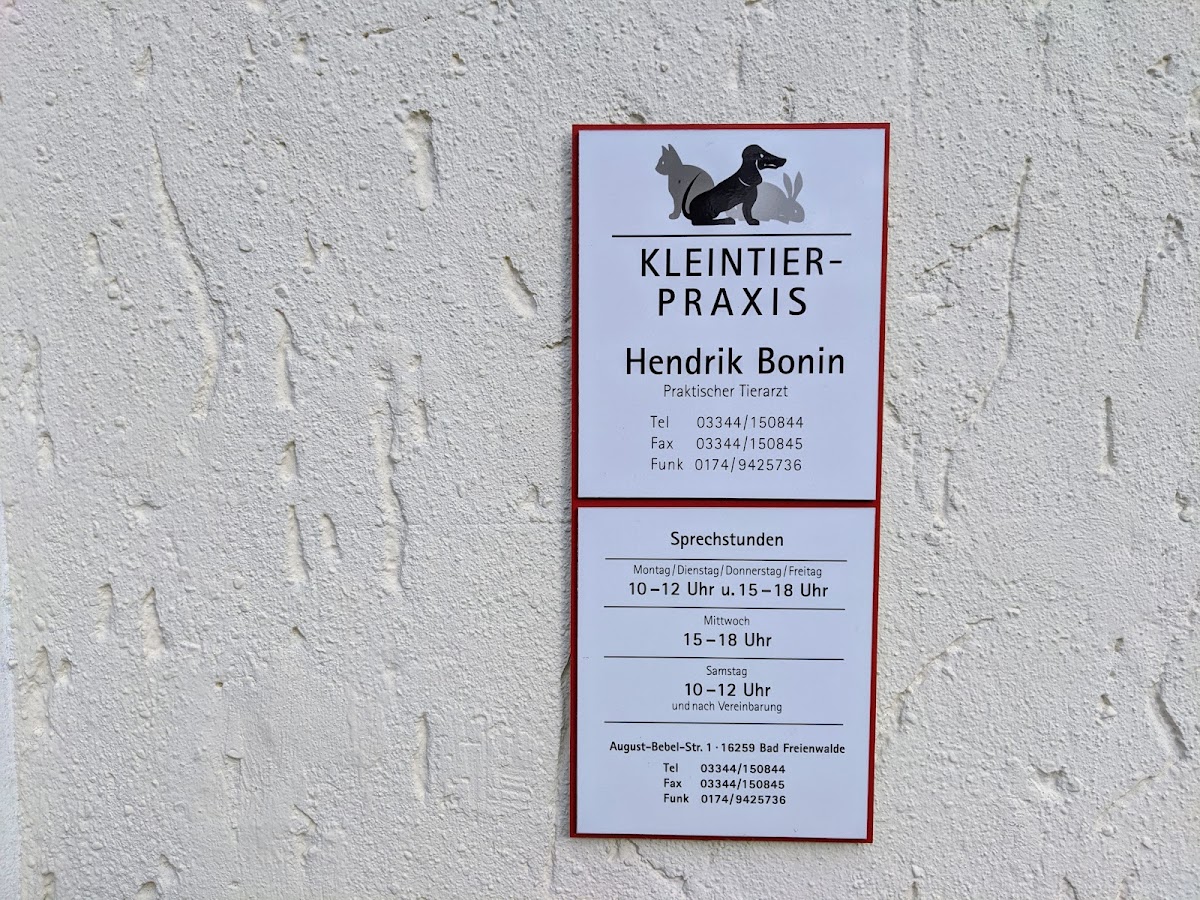 KLEINTIER-
PRAXIS
Hendrik Bonin
Praktischer Tierarzt
Tel 03344/150844
Fax 03344/150845
Funk 0174/9425736
Sprechstunden
Montag/Dienstag/Donnerstag/Freitag
10–12 Uhr u. 15–18 Uhr
Mittwoch
15–18 Uhr
Samstag
10–12 Uhr
und nach Vereinbarung
August-Bebel-Str. 1 · 16259 Bad Freienwalde
Tel 03344/150844
Fax 03344/150845
Funk 0174/9425736